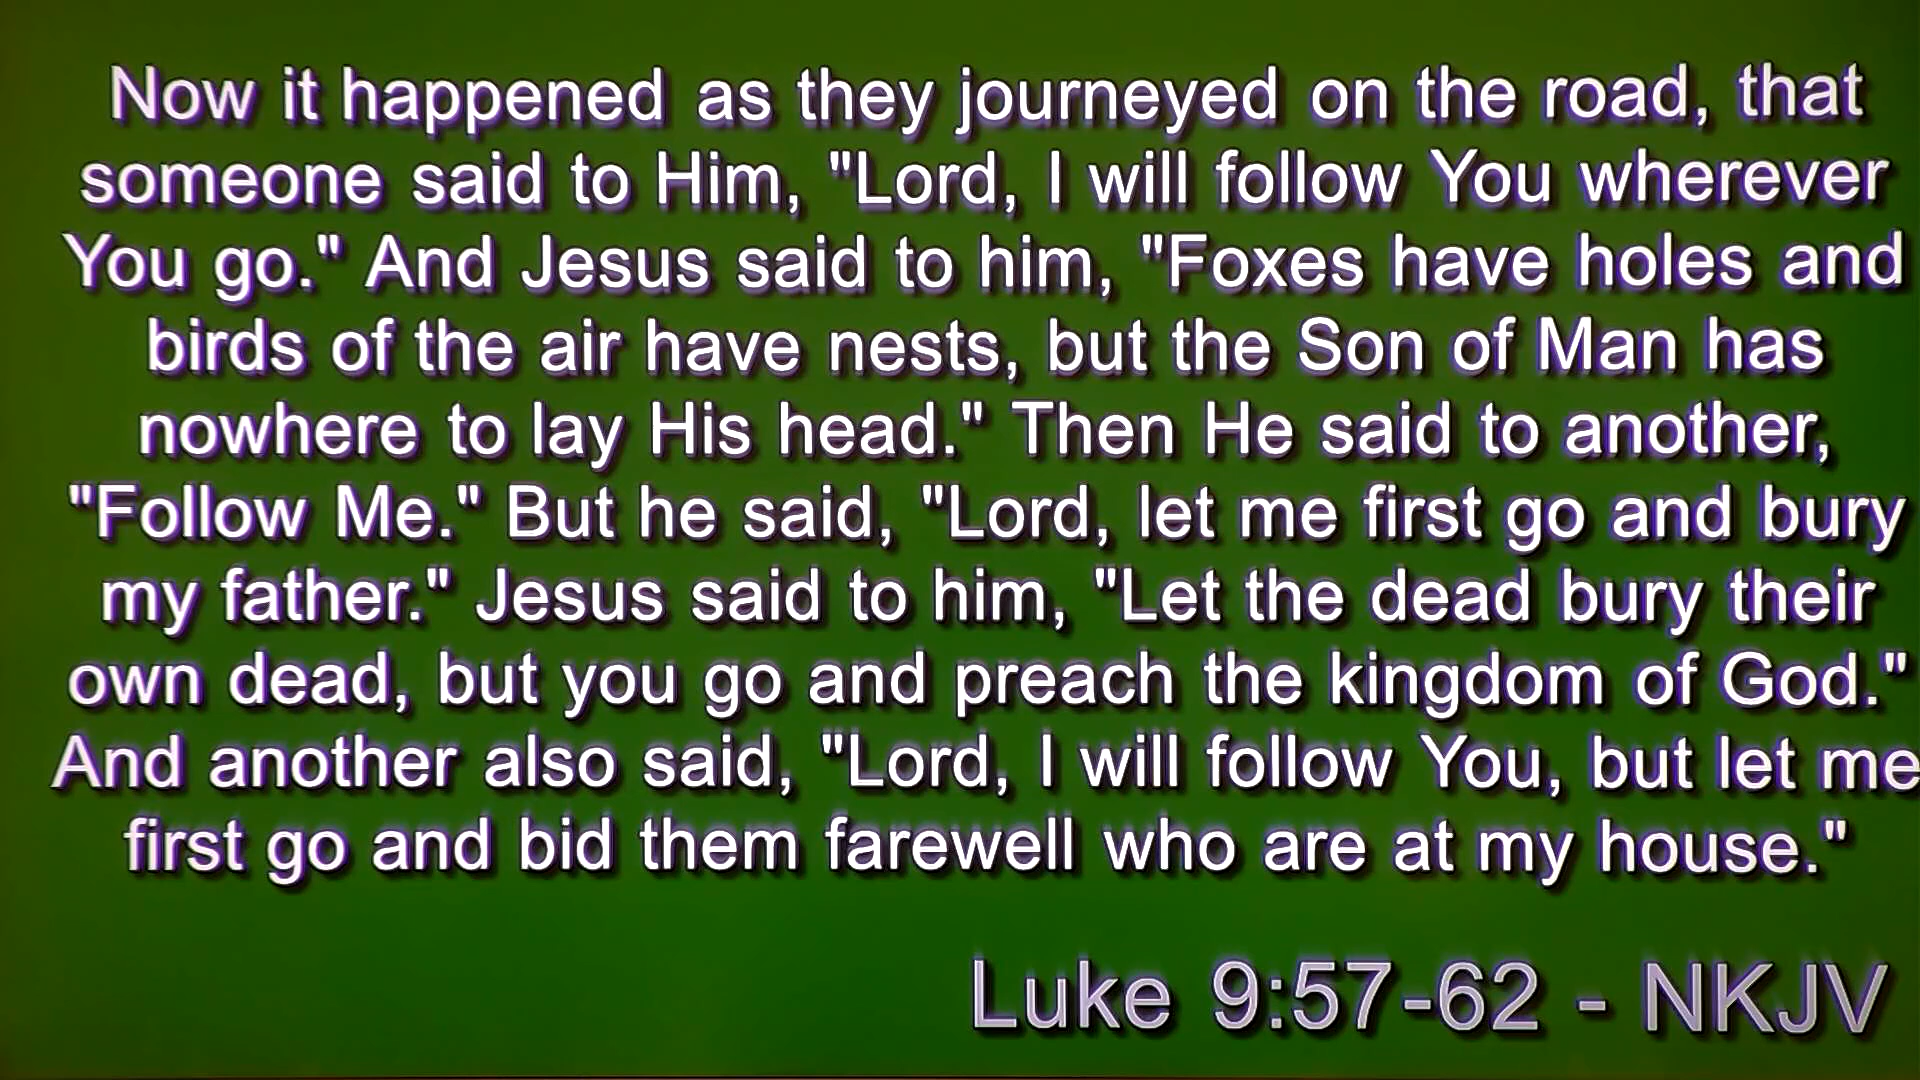 Now it happened as they journeyed on the road, that
someone said to Him, "Lord, I will follow You wherever
You go." And Jesus said to him, "Foxes have holes and
birds of the air have nests, but the Son of Man has
nowhere to lay His head." Then He said to another,
"Follow Me." But he said, "Lord, let me first go and bury
my father." Jesus said to him, "Let the dead bury their
own dead, but you go and preach the kingdom of God."
And another also said, "Lord, I will follow You, but let me
first go and bid them farewell who are at my house."
Luke 9:57-62 - NKJV